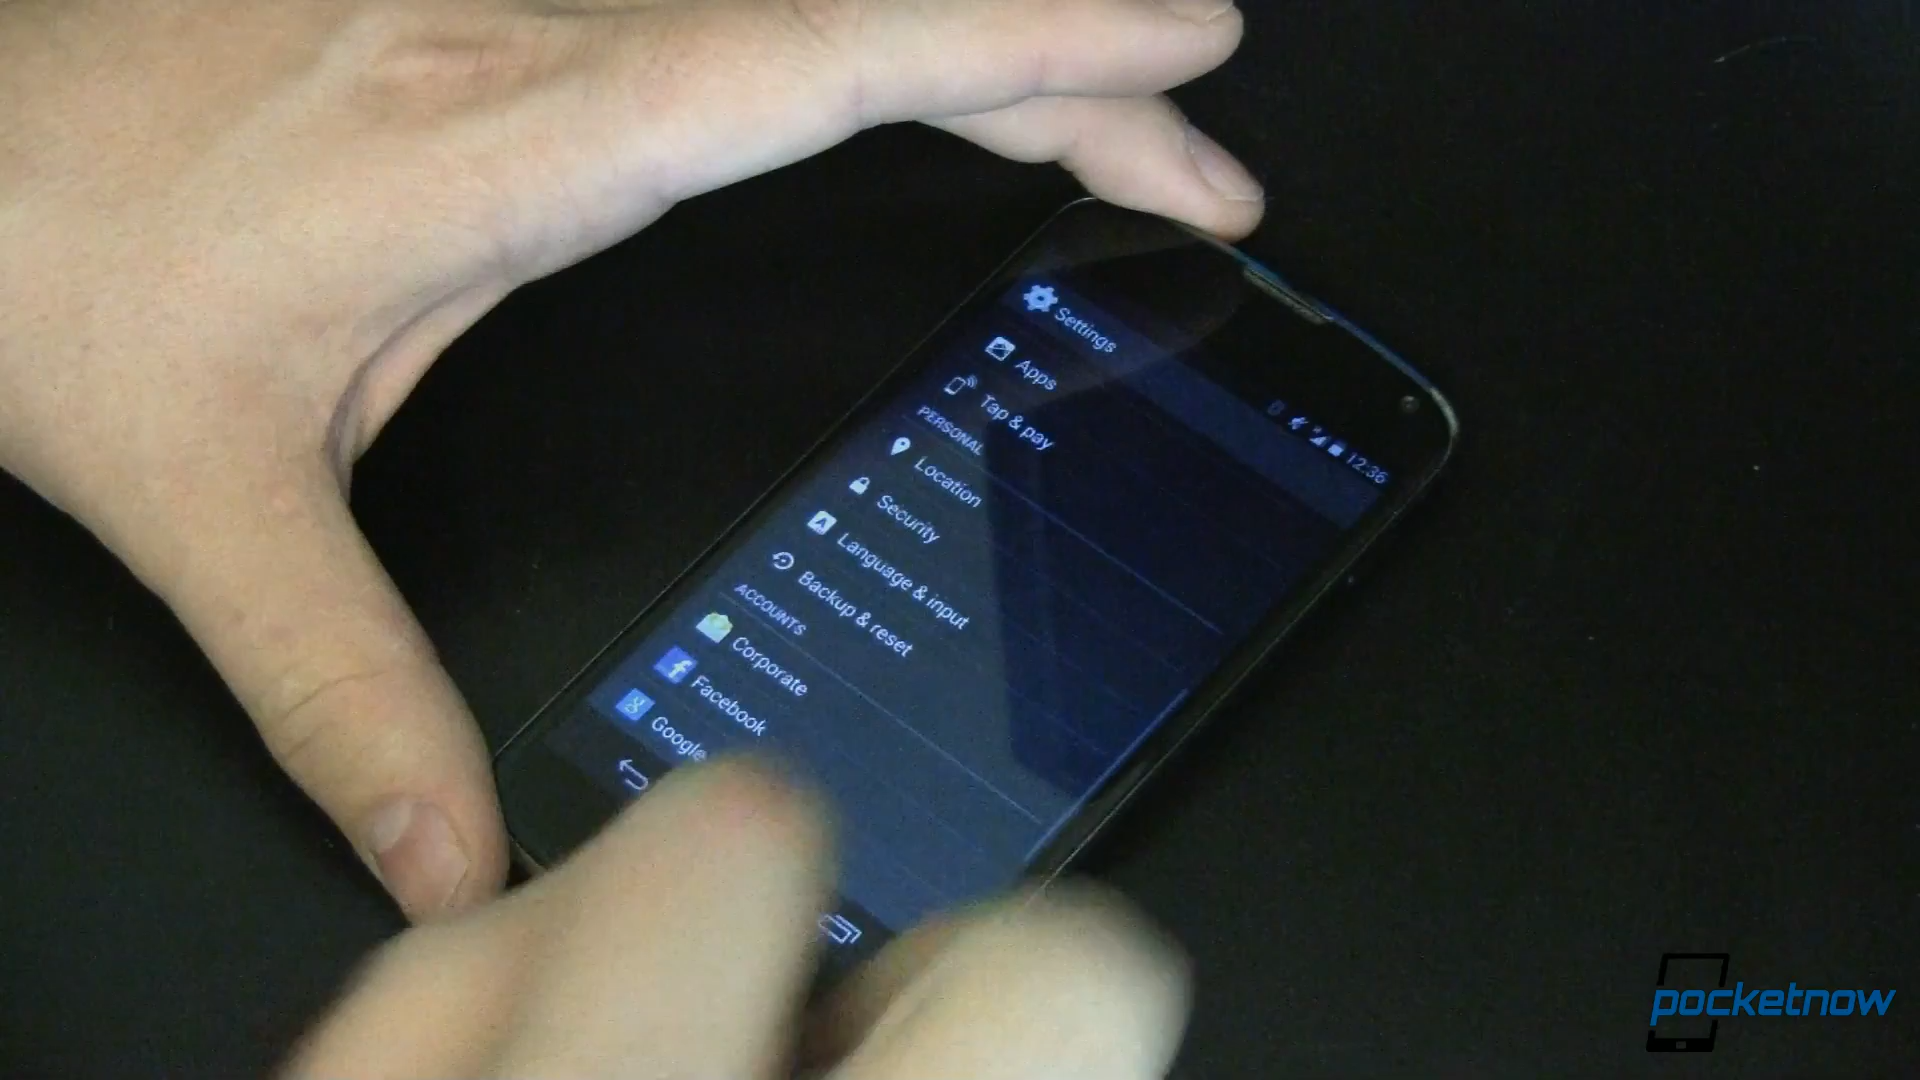 12:36
Settings
Apps
Tap & pay
PERSONAL
Location
Security
Language & input
Backup & reset
ACCOUNTS
Corporate
Facebook
Google
pocketnow